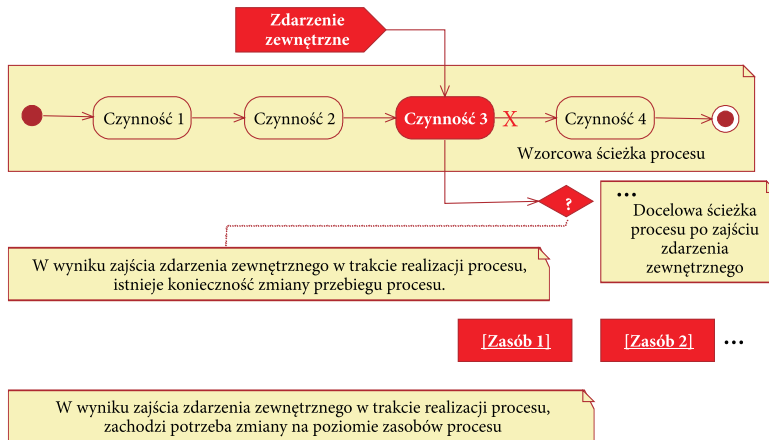 Zdarzenie
zewnętrzne
Czynność 1
Czynność 2
Czynność 3
X
Czynność 4
Wzorcowa ścieżka procesu
?
...
Docelowa ścieżka
procesu po zajściu
zdarzenia
zewnętrznego
W wyniku zajścia zdarzenia zewnętrznego w trakcie realizacji procesu,
istnieje konieczność zmiany przebiegu procesu.
[Zasób 1]
[Zasób 2]
...
W wyniku zajścia zdarzenia zewnętrznego w trakcie realizacji procesu,
zachodzi potrzeba zmiany na poziomie zasobów procesu